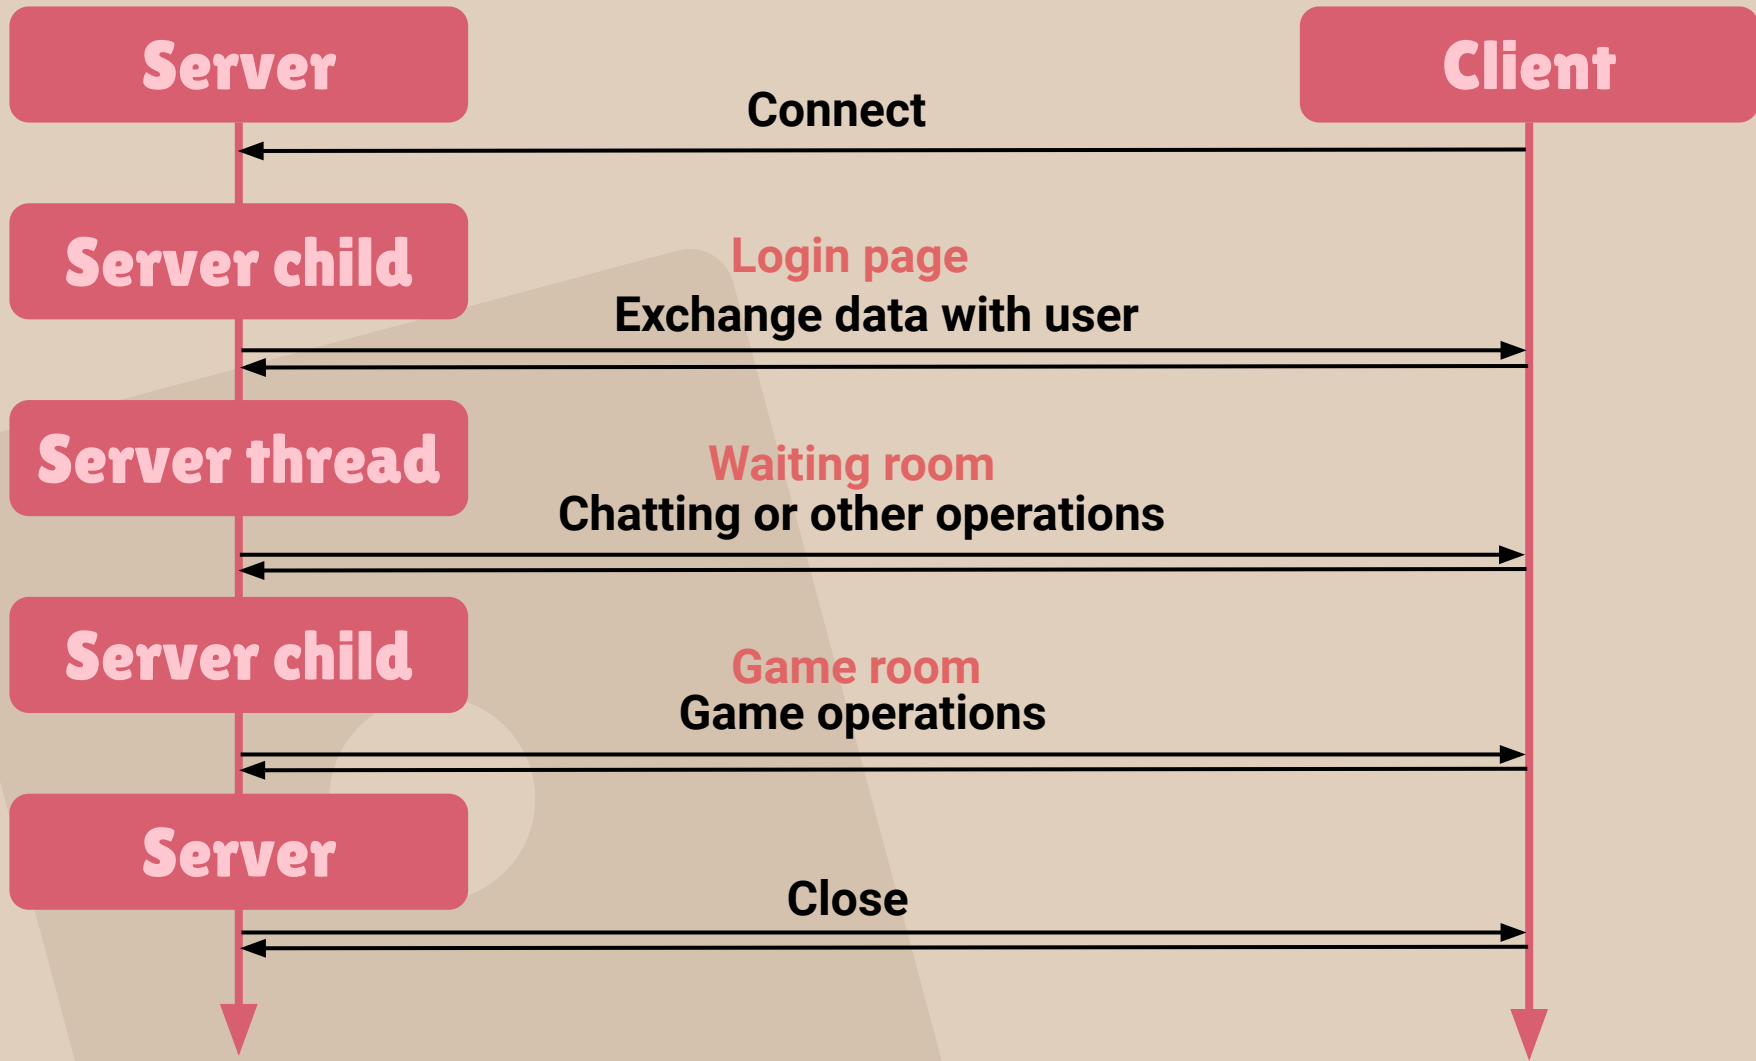 Server
Client
Connect
Server child
Login page
Exchange data with user
Server thread
Waiting room
Chatting or other operations
Server child
Game room
Game operations
Server
Close